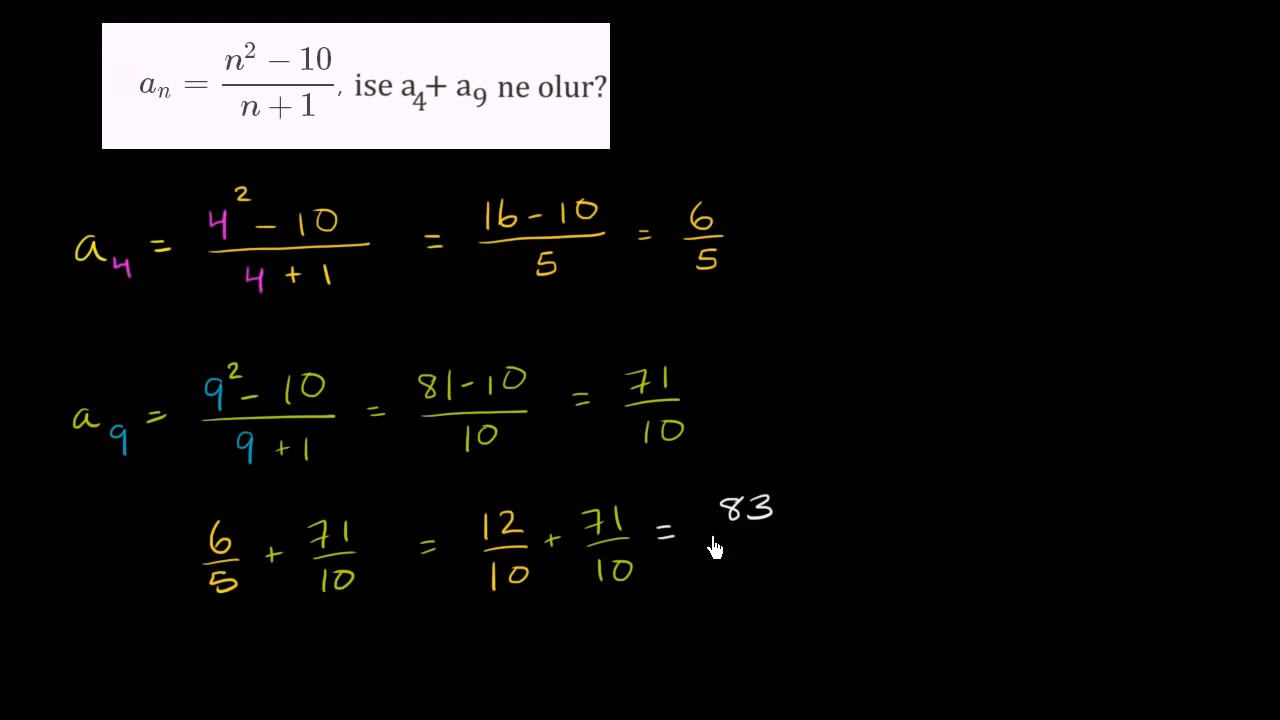 aₙ = (n² − 10)/(n + 1), ise a₄+ a₉ ne olur?
a₄ = (4² − 10)/(4 + 1) = (16 − 10)/5 = 6/5
a₉ = (9² − 10)/(9 + 1) = (81 − 10)/10 = 71/10
6/5 + 71/10 = 12/10 + 71/10 = 83